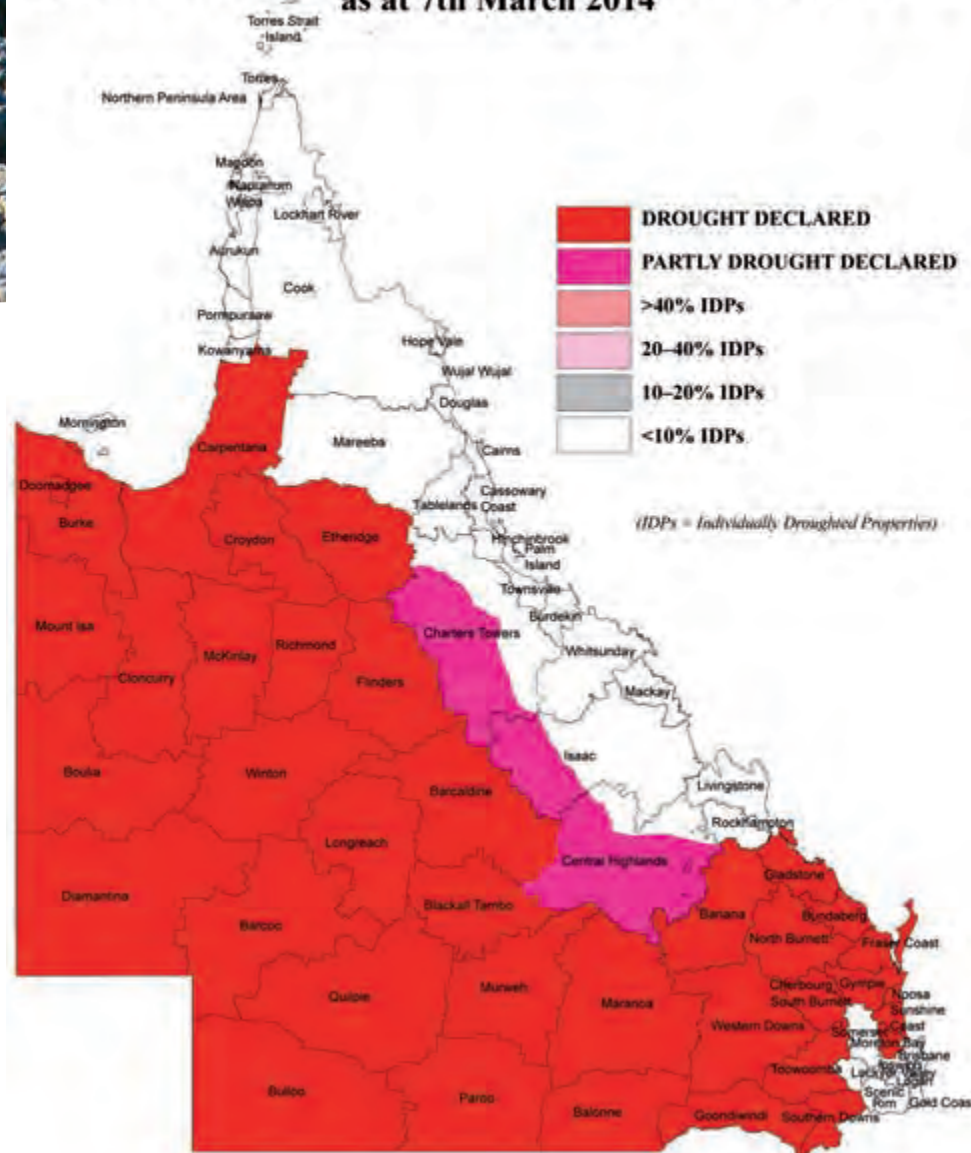 as at 7th March 2014
Torres Strait
Island
Torres
Northern Peninsula Area
Mapoon
Napranum
Weipa
Lockhart River
Aurukun
Cook
Pormpuraaw
Kowanyama
Hope Vale
Wujal Wujal
Douglas
Mornington
Carpentaria
Mareeba
Cairns
Doomadgee
Tablelands
Cassowary
Coast
Burke
Croydon
Etheridge
Hinchinbrook
Palm
Island
Townsville
Burdekin
Mount Isa
McKinlay
Richmond
Charters Towers
Whitsunday
Cloncurry
Flinders
Mackay
Boulia
Winton
Isaac
Barcaldine
Livingstone
Rockhampton
Longreach
Central Highlands
Gladstone
Diamantina
Blackall Tambo
Barcoo
Banana
Bundaberg
North Burnett
Fraser Coast
Quilpie
Murweh
Maranoa
Cherbourg
Gympie
South Burnett
Noosa
Sunshine
Coast
Western Downs
Somerset
Moreton Bay
Brisbane
Toowoomba
Logan
Scenic
Rim
Gold Coas
Bulloo
Paroo
Balonne
Goondiwindi
Southern Downs
DROUGHT DECLARED
PARTLY DROUGHT DECLARED
>40% IDPs
20–40% IDPs
10–20% IDPs
<10% IDPs
(IDPs = Individually Droughted Properties)